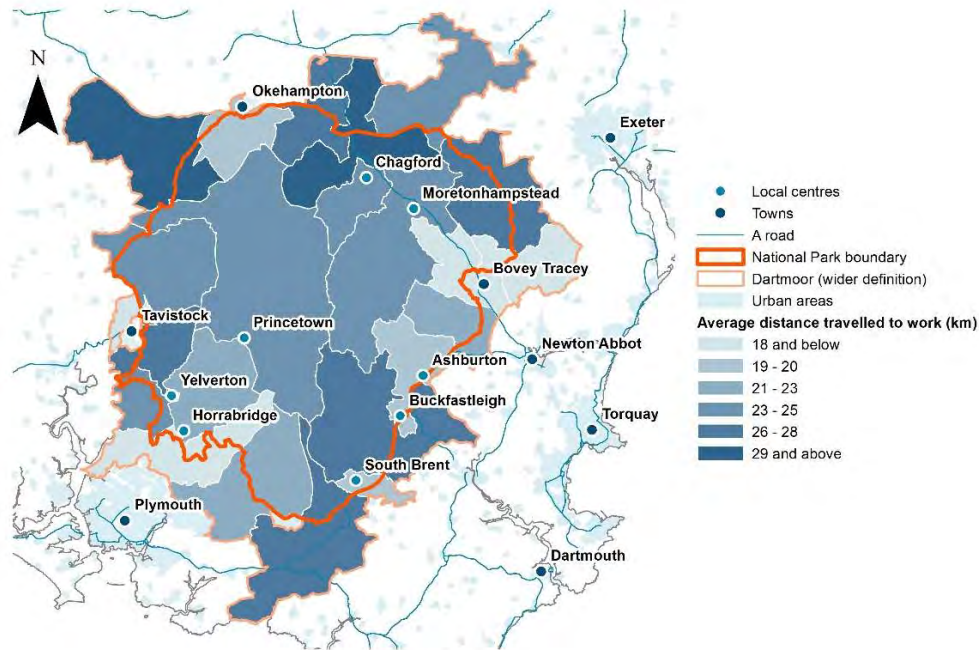 N
Okehampton
Exeter
Chagford
Moretonhampstead
Bovey Tracey
Tavistock
Princetown
Newton Abbot
Ashburton
Yelverton
Buckfastleigh
Horrabridge
Torquay
South Brent
Plymouth
Dartmouth
Local centres
Towns
A road
National Park boundary
Dartmoor (wider definition)
Urban areas
Average distance travelled to work (km)
18 and below
19 - 20
21 - 23
23 - 25
26 - 28
29 and above